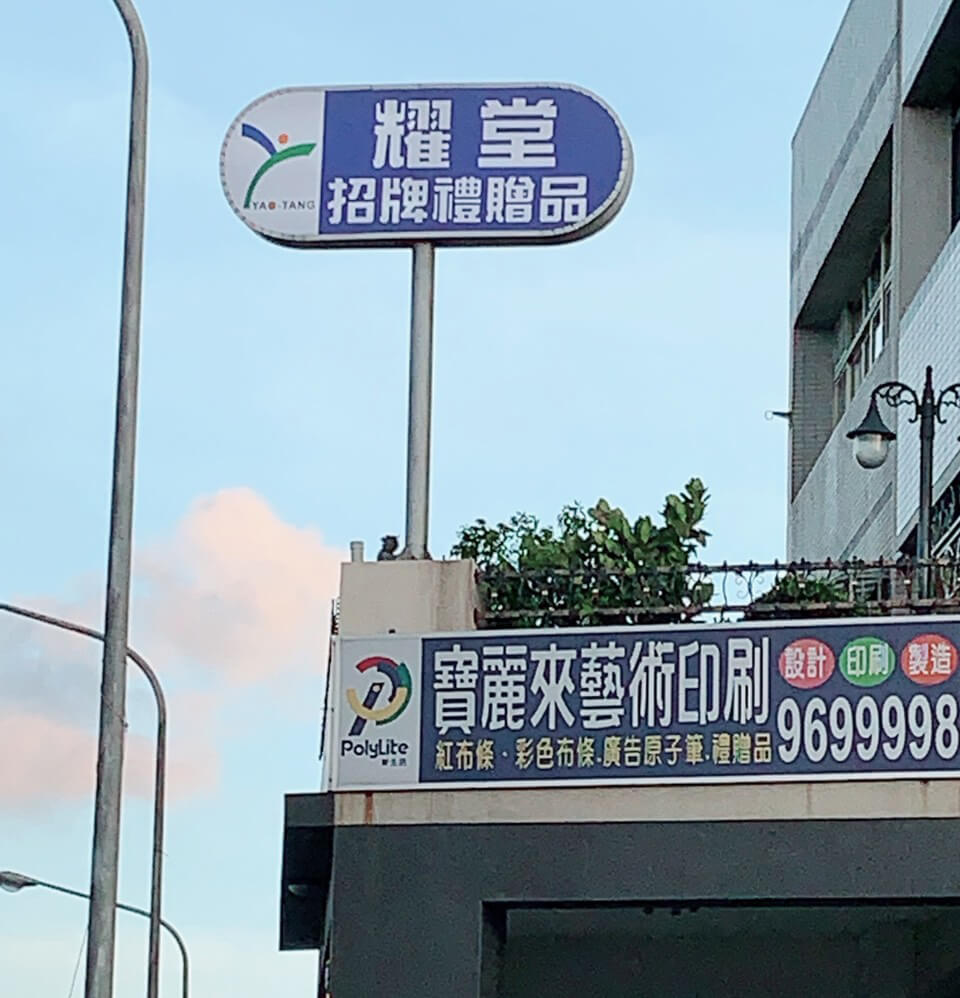 耀堂
YAO-TANG
招牌禮贈品
寶麗來藝術印刷
設計 印刷 製造
9699998
PolyLite
紅布條、彩色布條.廣告原子筆.禮贈品